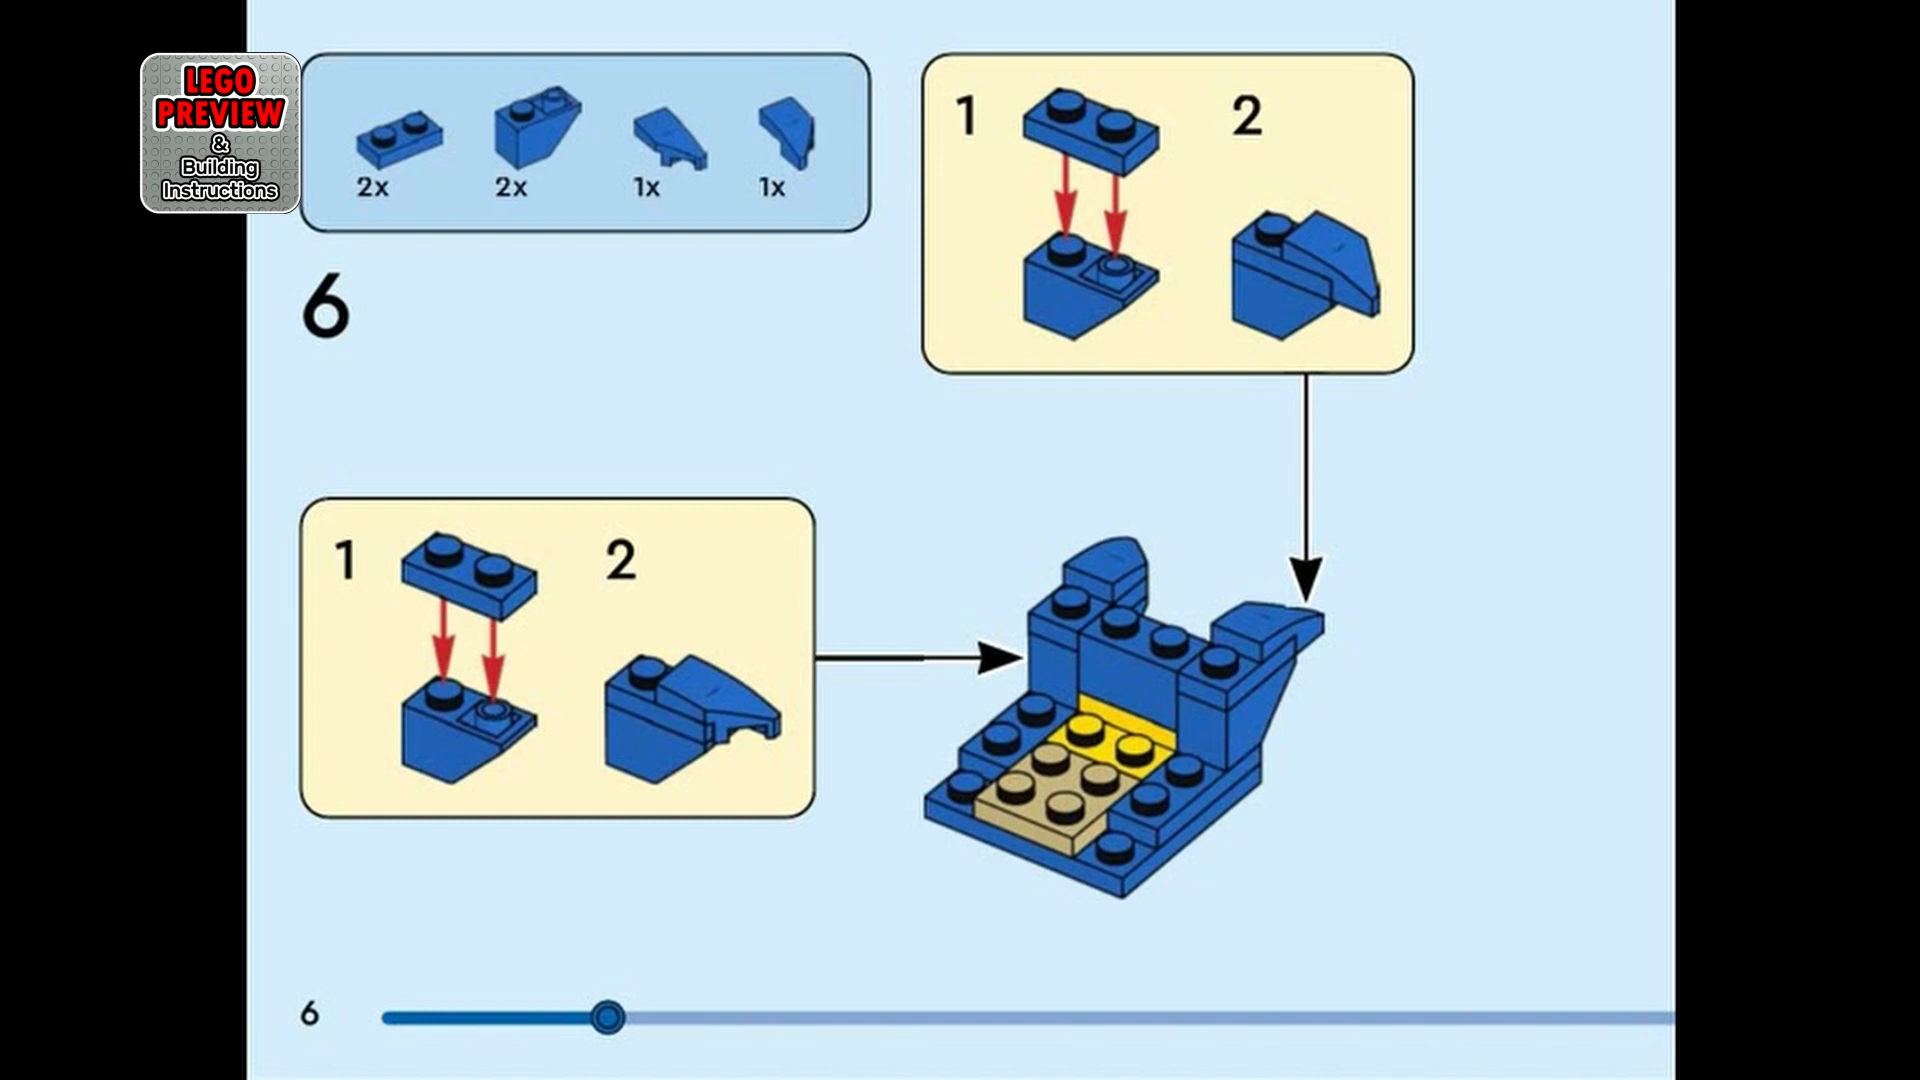 LEGO
PREVIEW
&
Building
Instructions
2x 2x 1x 1x
6
1 2
1 2
6